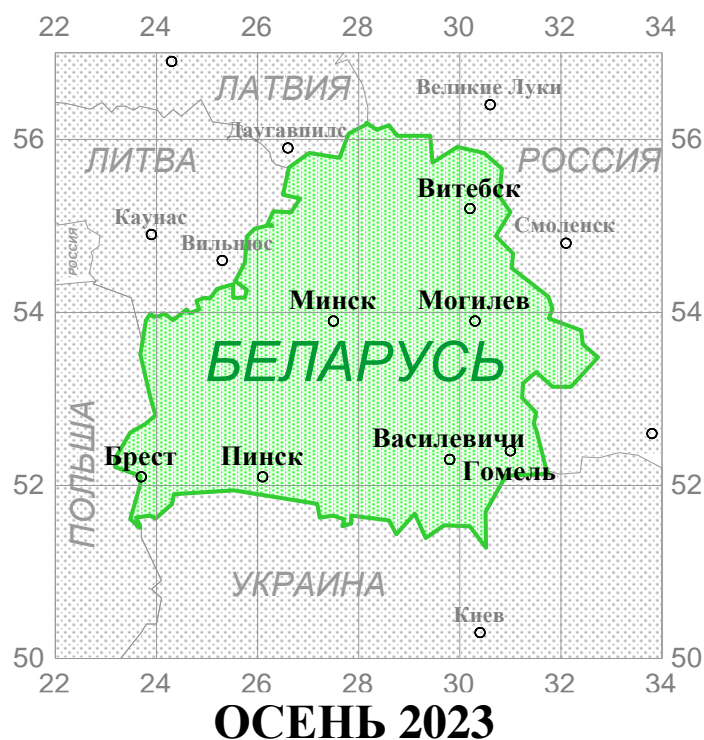 22 24 26 28 30 32 34
ЛАТВИЯ
Великие Луки
56 56
Даугавпилс
ЛИТВА
РОССИЯ
Витебск
Каунас
Смоленск
Вильнюс
РОССИЯ
Минск
Могилев
54 54
БЕЛАРУСЬ
ПОЛЬША
Василевичи
Брест
Пинск
Гомель
52 52
УКРАИНА
Киев
50 50
22 24 26 28 30 32 34
ОСЕНЬ 2023